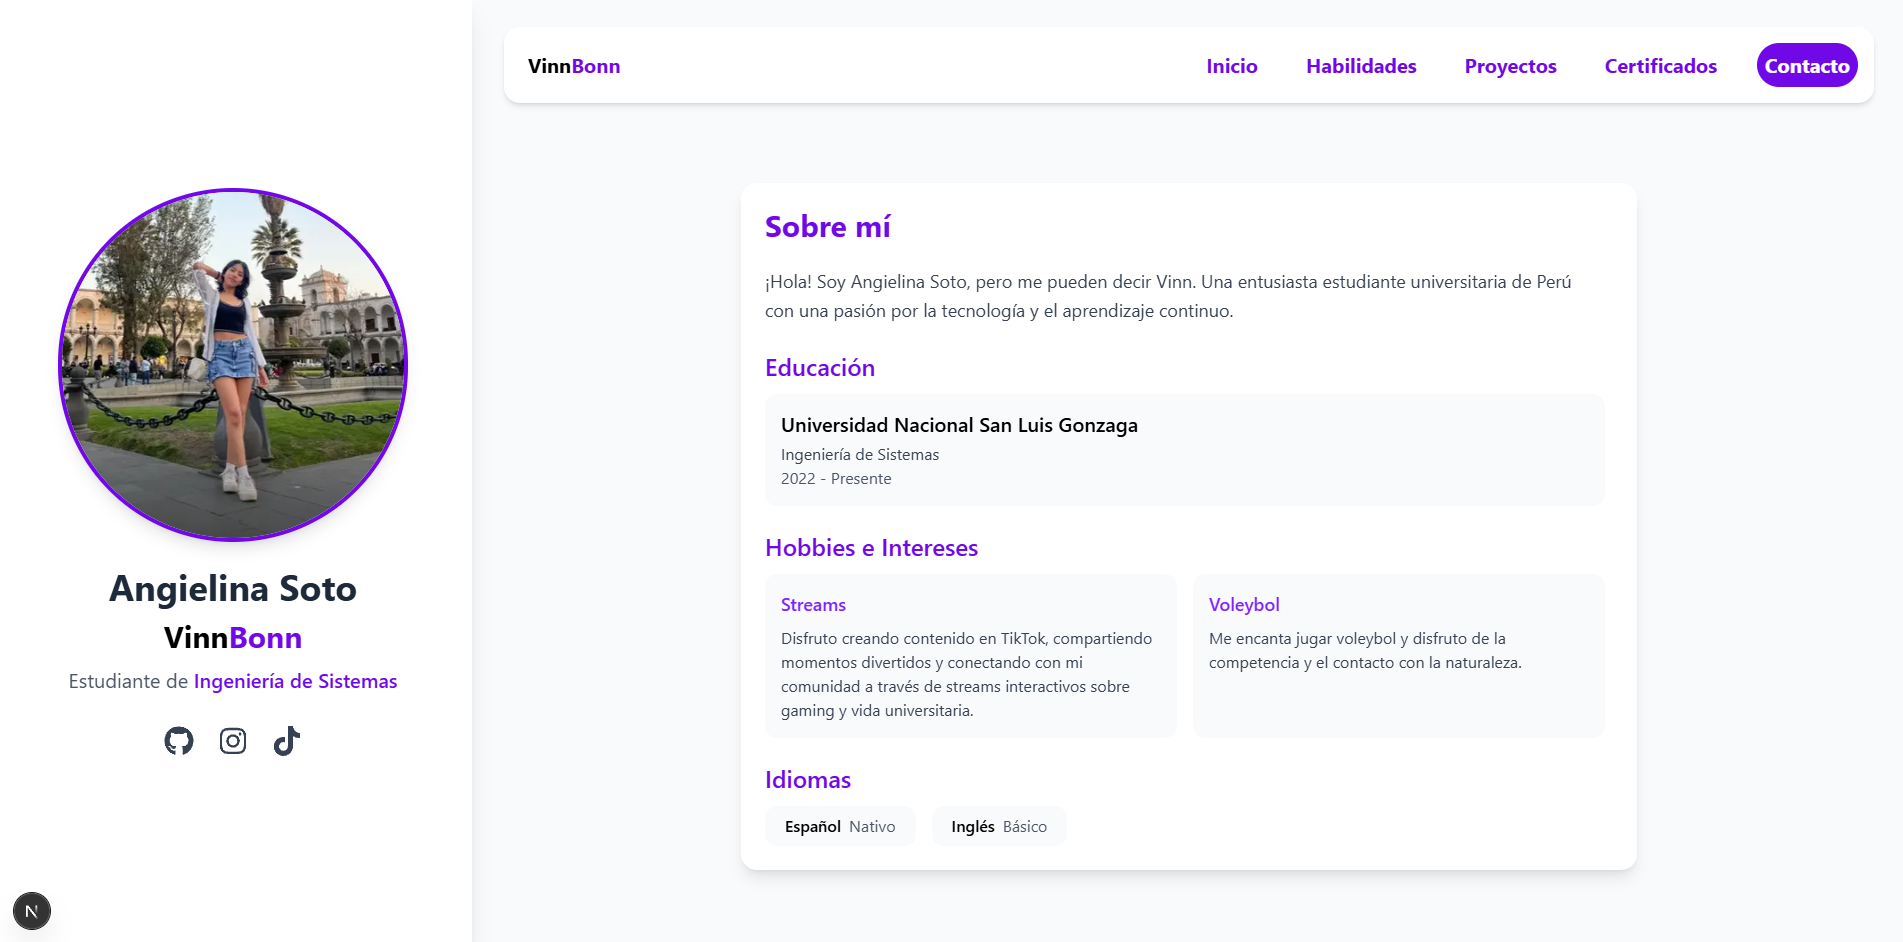 VinnBonn
Inicio
Habilidades
Proyectos
Certificados
Contacto
Angielina Soto
VinnBonn
Estudiante de Ingeniería de Sistemas
Sobre mí
¡Hola! Soy Angielina Soto, pero me pueden decir Vinn. Una entusiasta estudiante universitaria de Perú
con una pasión por la tecnología y el aprendizaje continuo.
Educación
Universidad Nacional San Luis Gonzaga
Ingeniería de Sistemas
2022 - Presente
Hobbies e Intereses
Streams
Disfruto creando contenido en TikTok, compartiendo
momentos divertidos y conectando con mi
comunidad a través de streams interactivos sobre
gaming y vida universitaria.
Voleybol
Me encanta jugar voleybol y disfruto de la
competencia y el contacto con la naturaleza.
Idiomas
Español Nativo
Inglés Básico
N